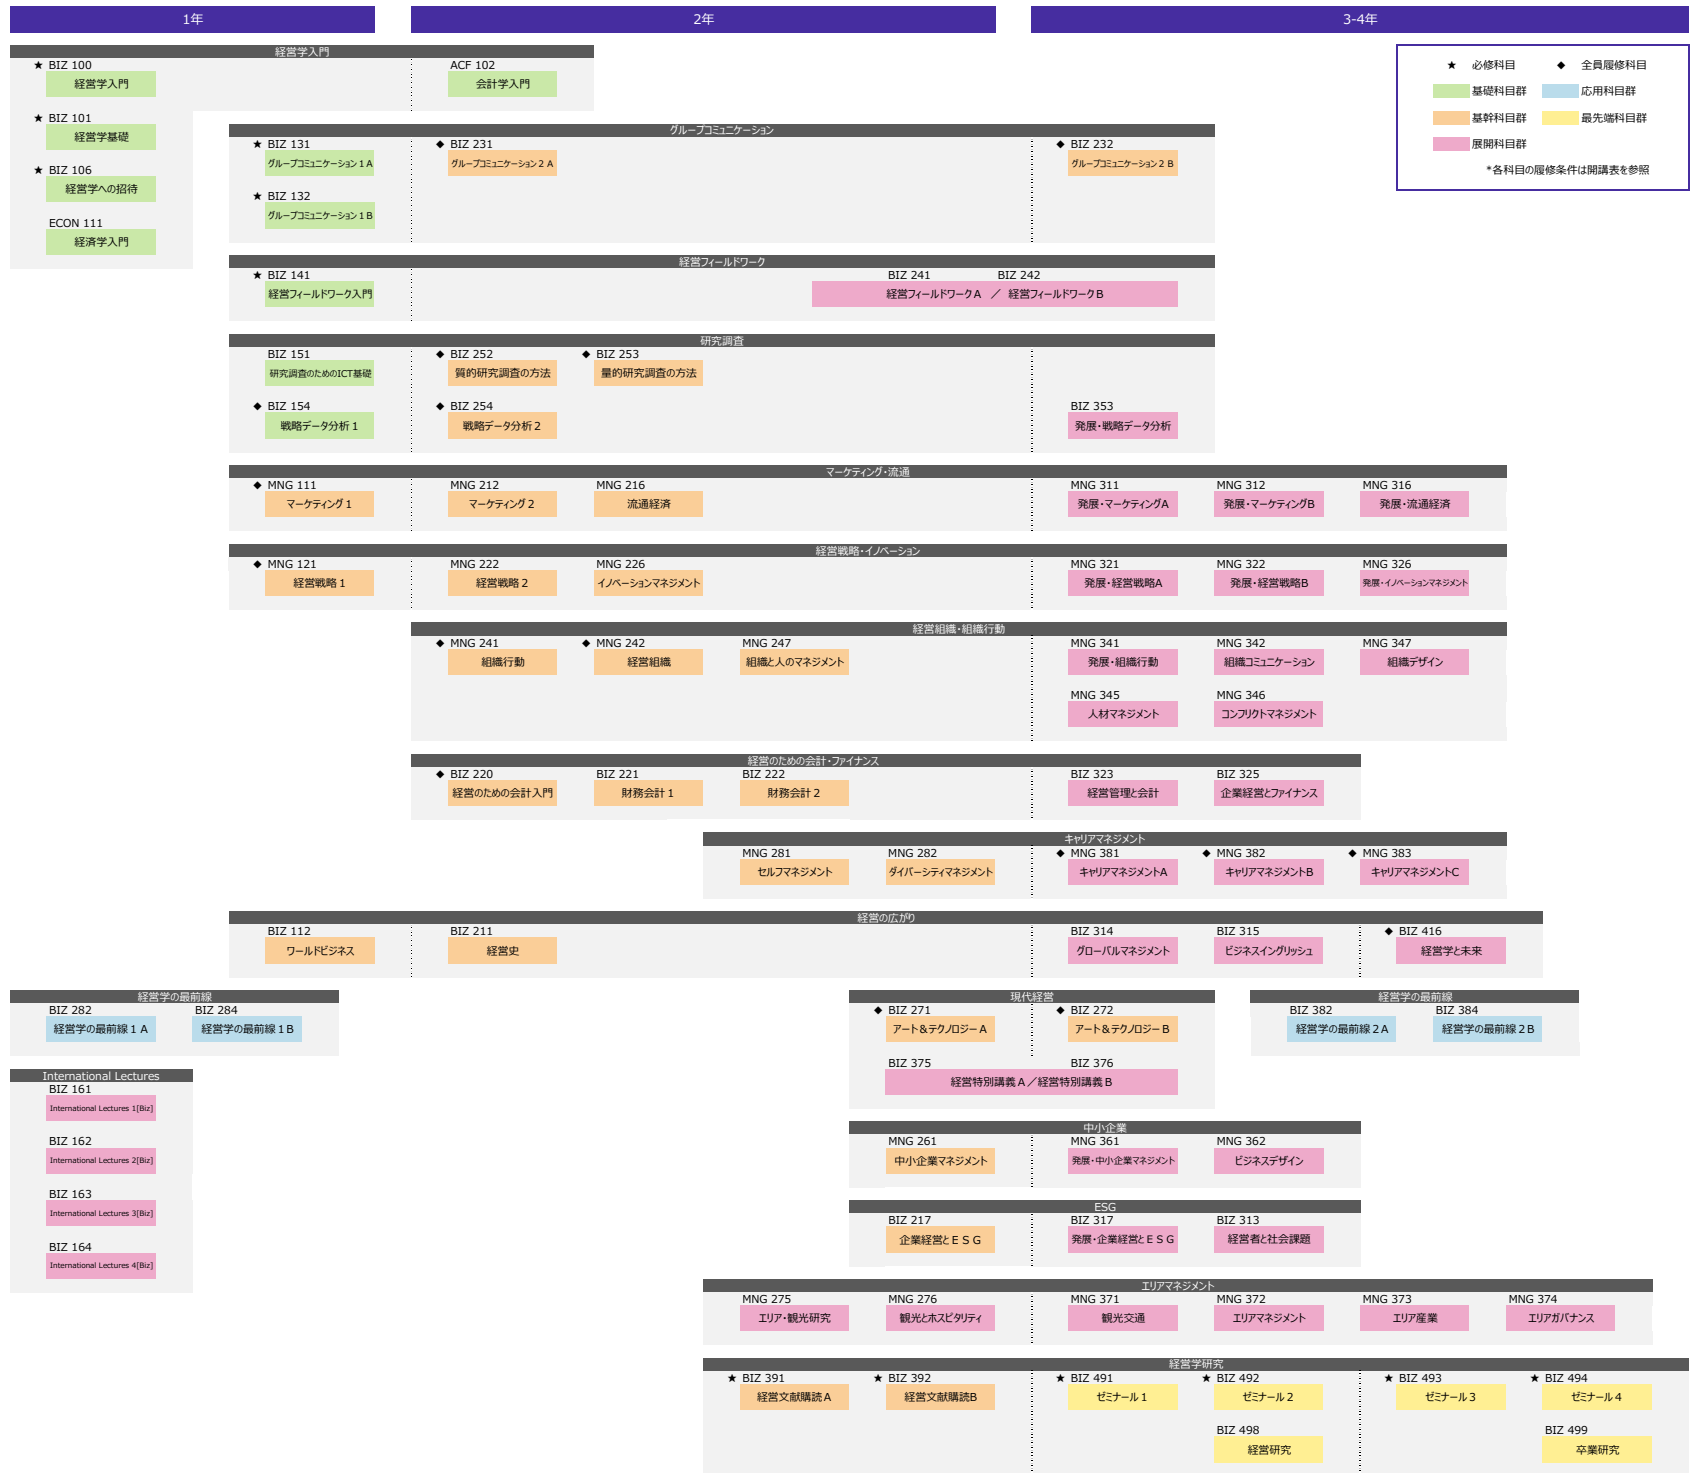 1年
2年
3-4年
★ 必修科目
◆ 全員履修科目
基礎科目群
応用科目群
基幹科目群
最先端科目群
展開科目群
*各科目の履修条件は開講表を参照
経営学入門
★ BIZ 100
経営学入門
ACF 102
会計学入門
★ BIZ 101
経営学基礎
★ BIZ 106
経営学への招待
ECON 111
経済学入門
グループコミュニケーション
★ BIZ 131
グループコミュニケーション１A
◆ BIZ 231
グループコミュニケーション２A
◆ BIZ 232
グループコミュニケーション２B
★ BIZ 132
グループコミュニケーション１B
経営フィールドワーク
★ BIZ 141
経営フィールドワーク入門
BIZ 241
BIZ 242
経営フィールドワークA ／ 経営フィールドワークB
研究調査
BIZ 151
研究調査のためのICT基礎
◆ BIZ 252
質的研究調査の方法
◆ BIZ 253
量的研究調査の方法
◆ BIZ 154
戦略データ分析１
◆ BIZ 254
戦略データ分析２
BIZ 353
発展・戦略データ分析
マーケティング・流通
◆ MNG 111
マーケティング１
MNG 212
マーケティング２
MNG 216
流通経済
MNG 311
発展・マーケティングA
MNG 312
発展・マーケティングB
MNG 316
発展・流通経済
経営戦略・イノベーション
◆ MNG 121
経営戦略１
MNG 222
経営戦略２
MNG 226
イノベーションマネジメント
MNG 321
発展・経営戦略A
MNG 322
発展・経営戦略B
MNG 326
発展・イノベーションマネジメント
経営組織・組織行動
◆ MNG 241
組織行動
◆ MNG 242
経営組織
MNG 247
組織と人のマネジメント
MNG 341
発展・組織行動
MNG 342
組織コミュニケーション
MNG 347
組織デザイン
MNG 345
人材マネジメント
MNG 346
コンフリクトマネジメント
経営のための会計・ファイナンス
◆ BIZ 220
経営のための会計入門
BIZ 221
財務会計１
BIZ 222
財務会計２
BIZ 323
経営管理と会計
BIZ 325
企業経営とファイナンス
キャリアマネジメント
MNG 281
セルフマネジメント
MNG 282
ダイバーシティマネジメント
◆ MNG 381
キャリアマネジメントA
◆ MNG 382
キャリアマネジメントB
◆ MNG 383
キャリアマネジメントC
経営の広がり
BIZ 112
ワールドビジネス
BIZ 211
経営史
BIZ 314
グローバルマネジメント
BIZ 315
ビジネスイングリッシュ
◆ BIZ 416
経営学と未来
経営学の最前線
BIZ 282
経営学の最前線１A
BIZ 284
経営学の最前線１B
現代経営
◆ BIZ 271
アート＆テクノロジーA
◆ BIZ 272
アート＆テクノロジーB
BIZ 375
BIZ 376
経営特別講義A／経営特別講義B
経営学の最前線
BIZ 382
経営学の最前線２A
BIZ 384
経営学の最前線２B
International Lectures
BIZ 161
International Lectures 1[Biz]
BIZ 162
International Lectures 2[Biz]
BIZ 163
International Lectures 3[Biz]
BIZ 164
International Lectures 4[Biz]
中小企業
MNG 261
中小企業マネジメント
MNG 361
発展・中小企業マネジメント
MNG 362
ビジネスデザイン
ESG
BIZ 217
企業経営とＥＳＧ
BIZ 317
発展・企業経営とＥＳＧ
BIZ 313
経営者と社会課題
エリアマネジメント
MNG 275
エリア・観光研究
MNG 276
観光とホスピタリティ
MNG 371
観光交通
MNG 372
エリアマネジメント
MNG 373
エリア産業
MNG 374
エリアガバナンス
経営学研究
★ BIZ 391
経営文献購読A
★ BIZ 392
経営文献購読B
★ BIZ 491
ゼミナール１
★ BIZ 492
ゼミナール２
★ BIZ 493
ゼミナール３
★ BIZ 494
ゼミナール４
BIZ 498
経営研究
BIZ 499
卒業研究